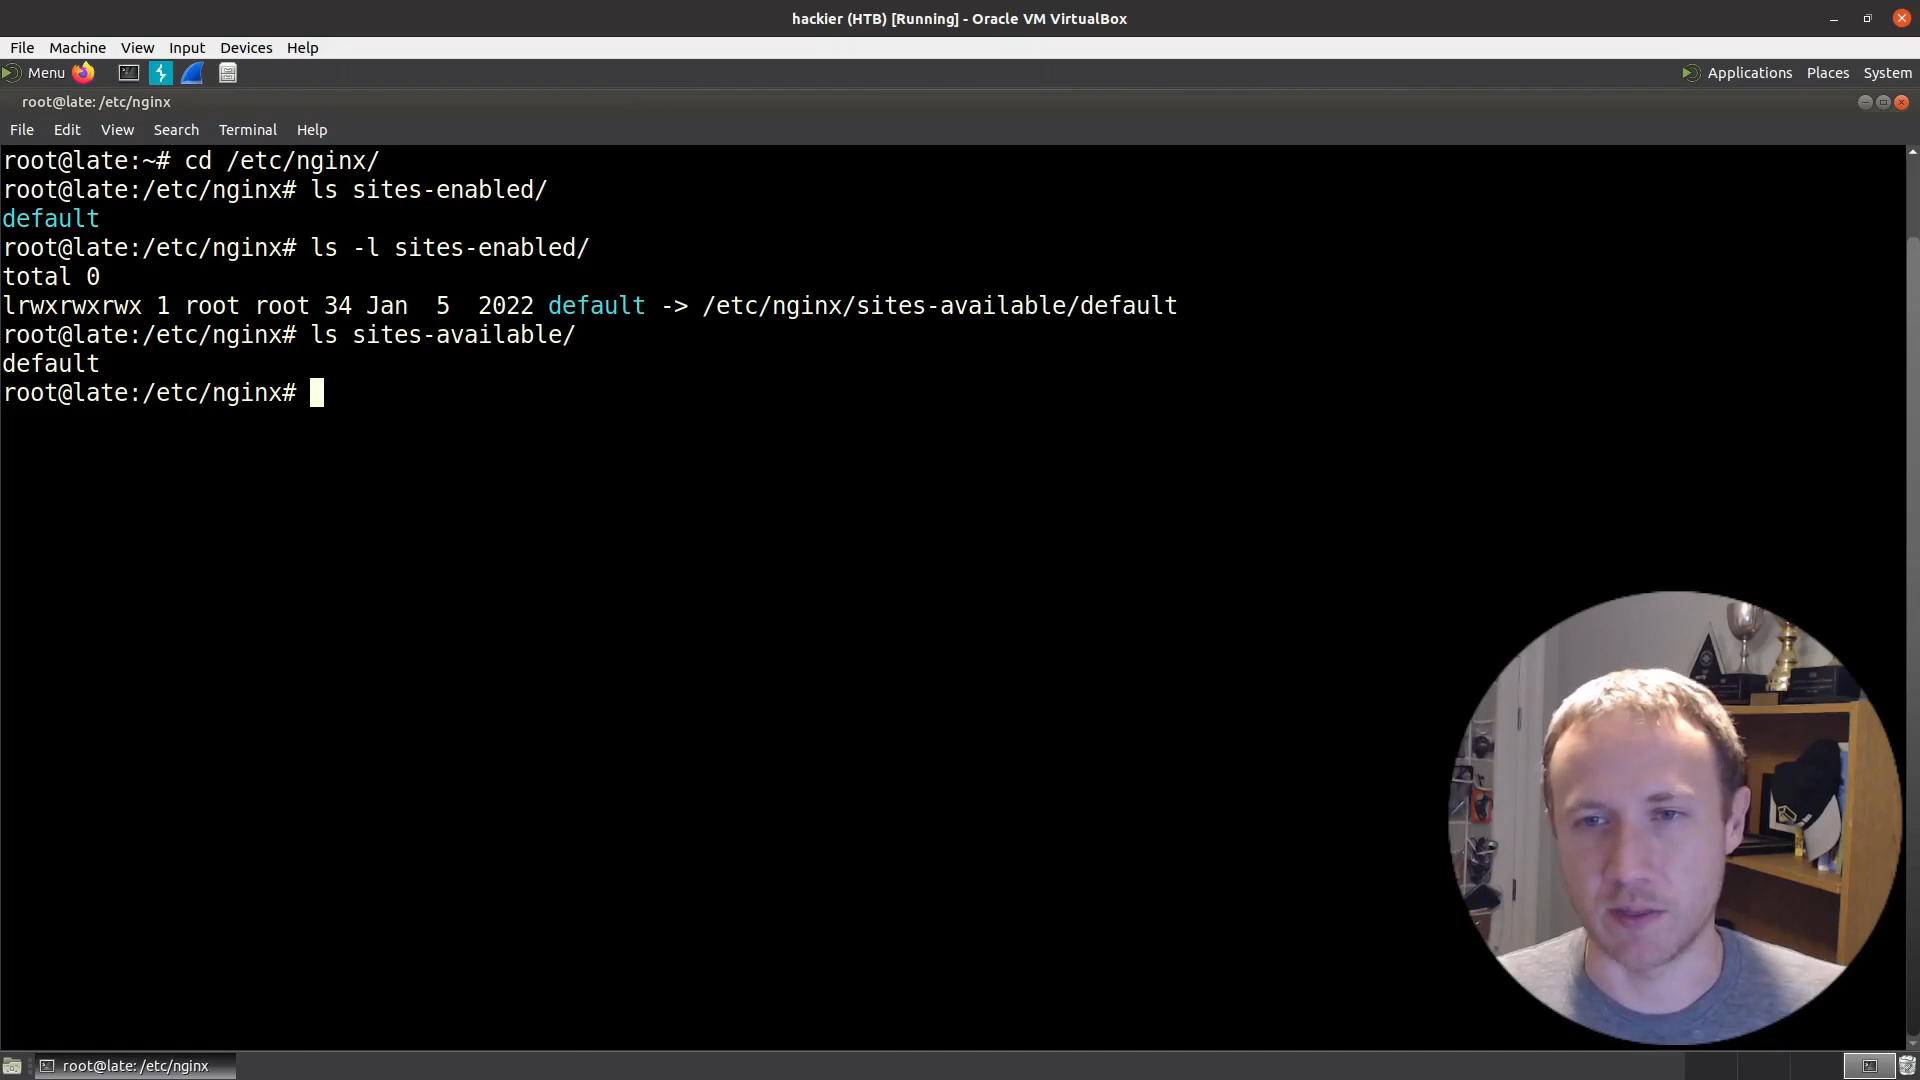 hackier (HTB) [Running] - Oracle VM VirtualBox
File Machine View Input Devices Help
Menu Applications Places System
root@late: /etc/nginx
File Edit View Search Terminal Help
root@late:~# cd /etc/nginx/
root@late:/etc/nginx# ls sites-enabled/
default
root@late:/etc/nginx# ls -l sites-enabled/
total 0
lrwxrwxrwx 1 root root 34 Jan  5  2022 default -> /etc/nginx/sites-available/default
root@late:/etc/nginx# ls sites-available/
default
root@late:/etc/nginx#
root@late: /etc/nginx